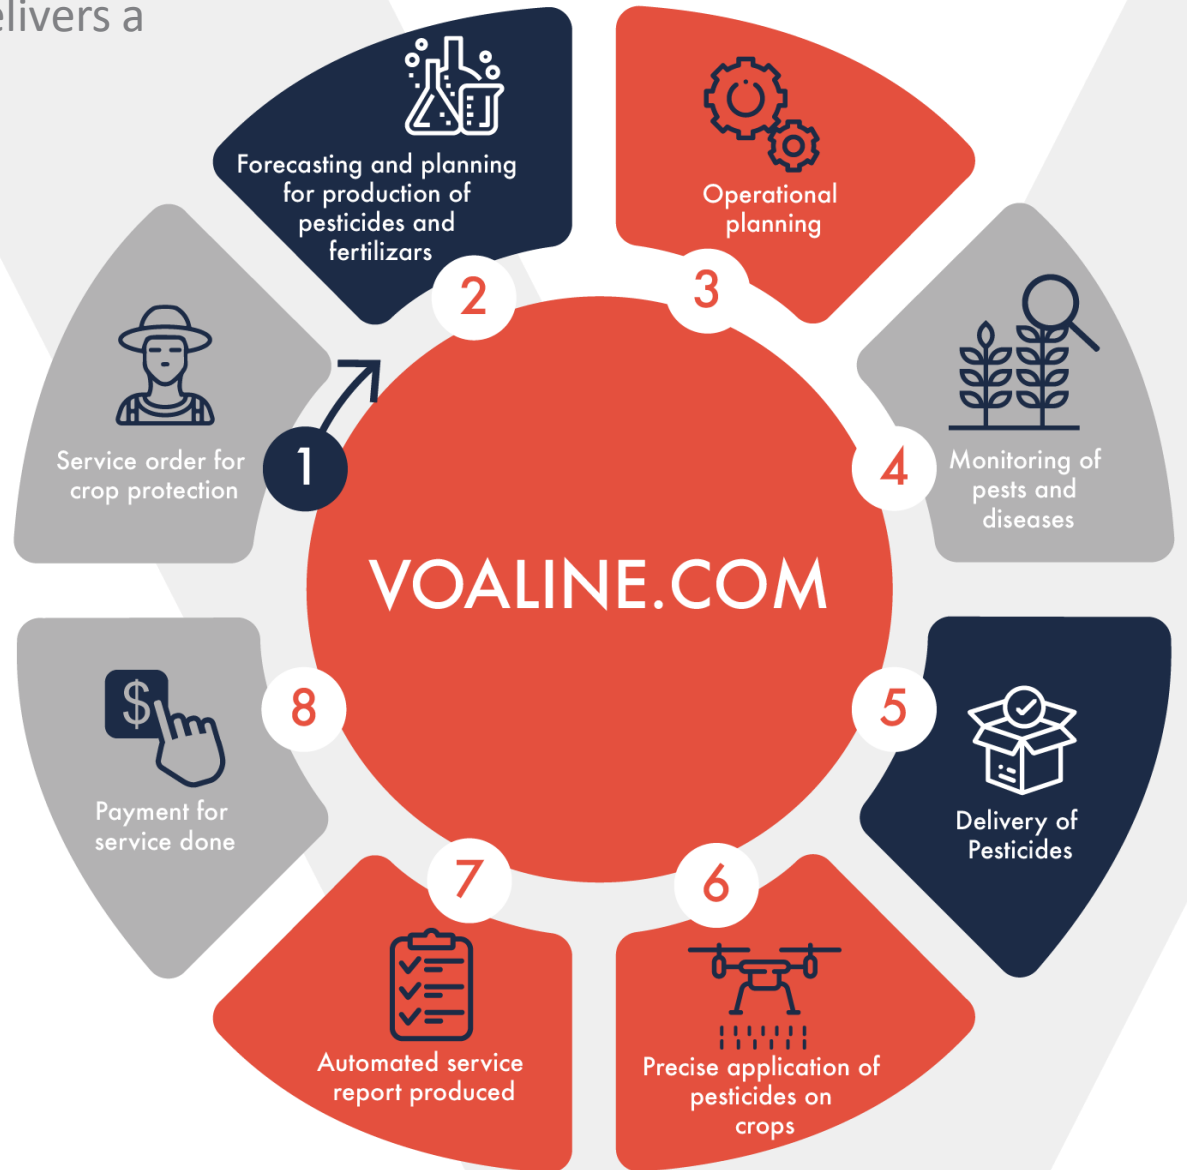 elivers a
1
Service order for
crop protection
2
Forecasting and planning
for production of
pesticides and
fertilizars
3
Operational
planning
4
Monitoring of
pests and
diseases
5
Delivery of
Pesticides
6
Precise application of
pesticides on
crops
7
Automated service
report produced
8
$
Payment for
service done
VOALINE.COM